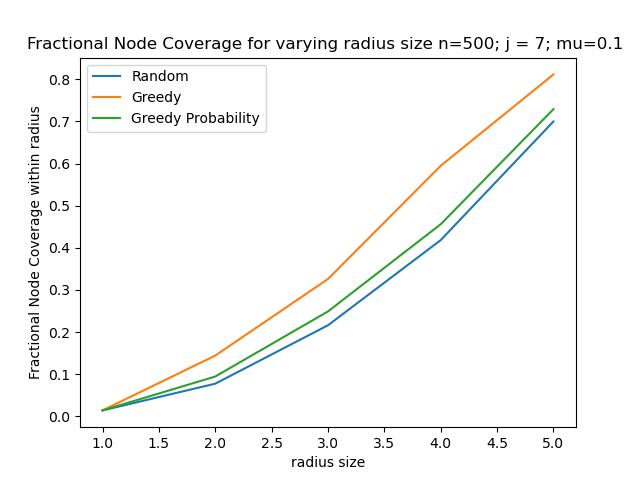 Fractional Node Coverage for varying radius size n=500; j = 7; mu=0.1
Random
Greedy
Greedy Probability
Fractional Node Coverage within radius
0.8
0.7
0.6
0.5
0.4
0.3
0.2
0.1
0.0
1.0 1.5 2.0 2.5 3.0 3.5 4.0 4.5 5.0
radius size